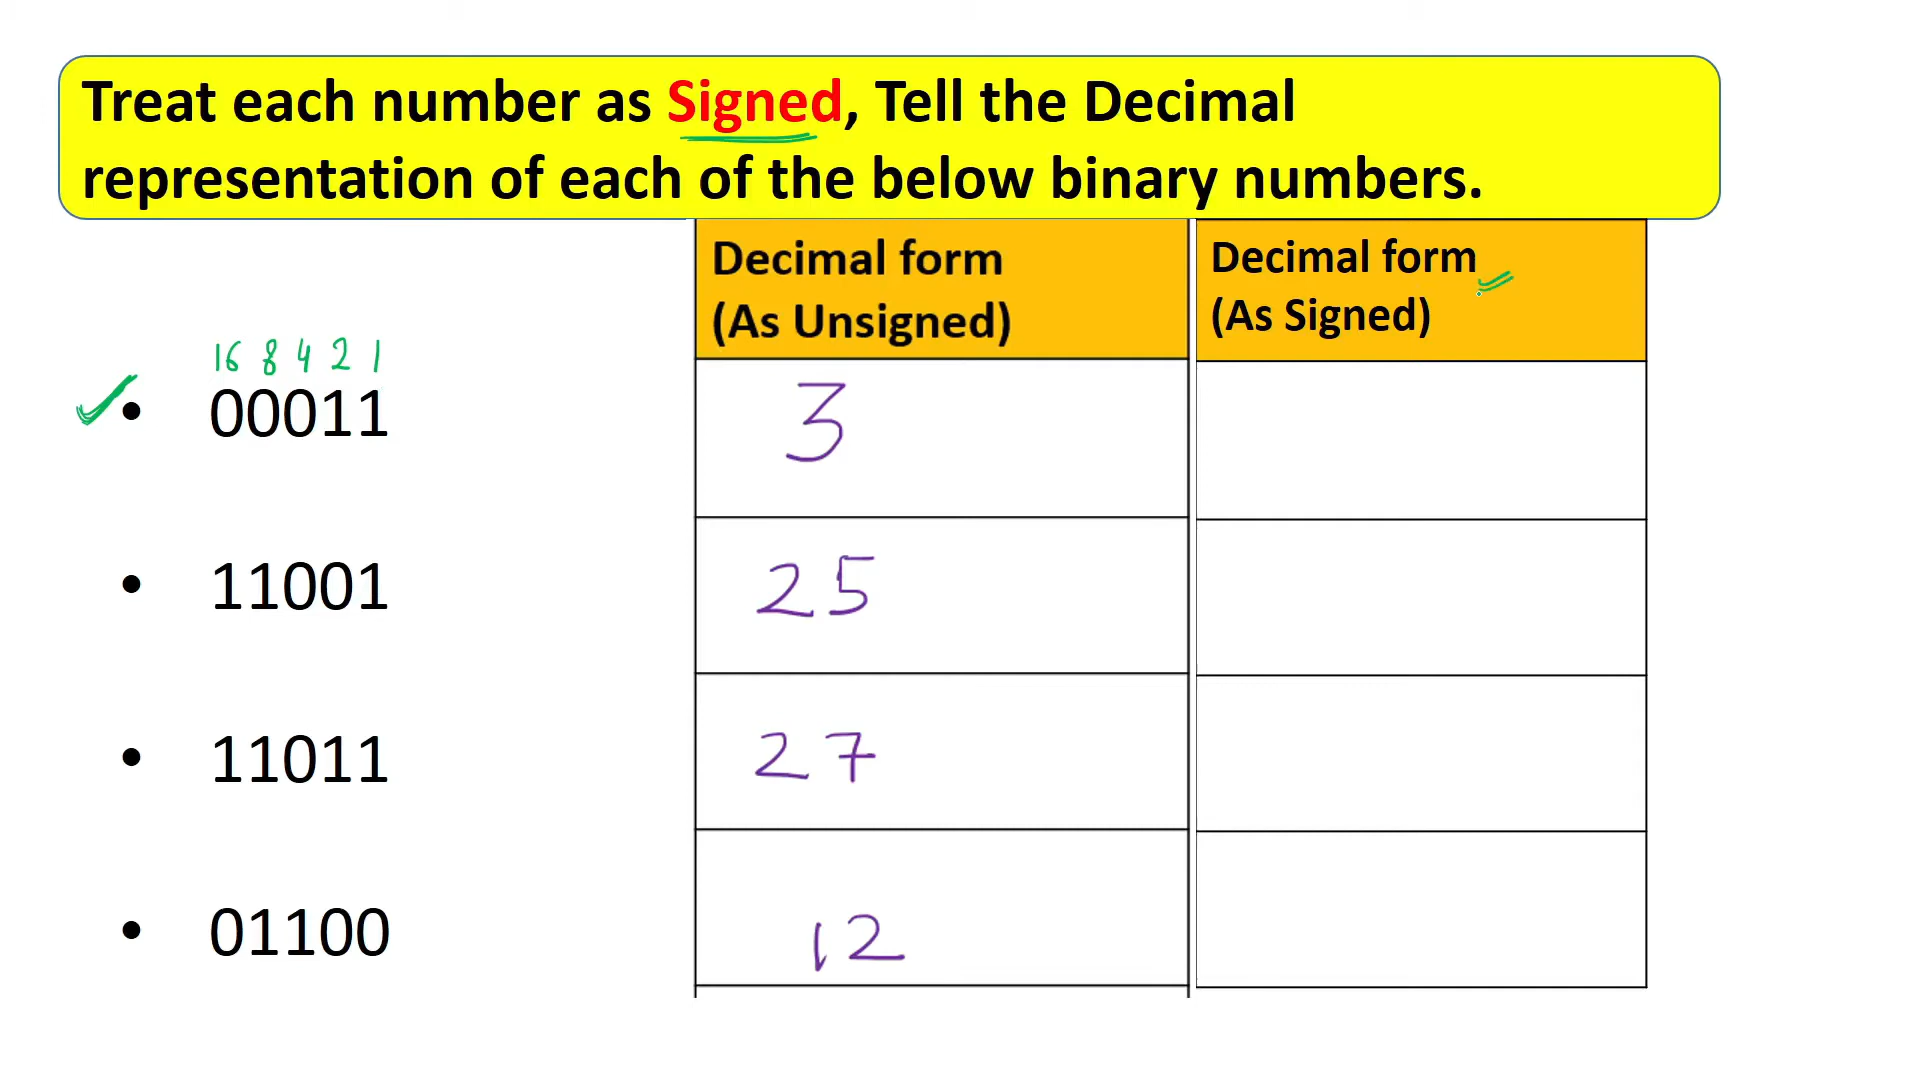 Treat each number as Signed, Tell the Decimal
representation of each of the below binary numbers.
Decimal form
(As Unsigned)
Decimal form
(As Signed)
16 8 4 2 1
• 00011
3
• 11001
25
• 11011
27
• 01100
12